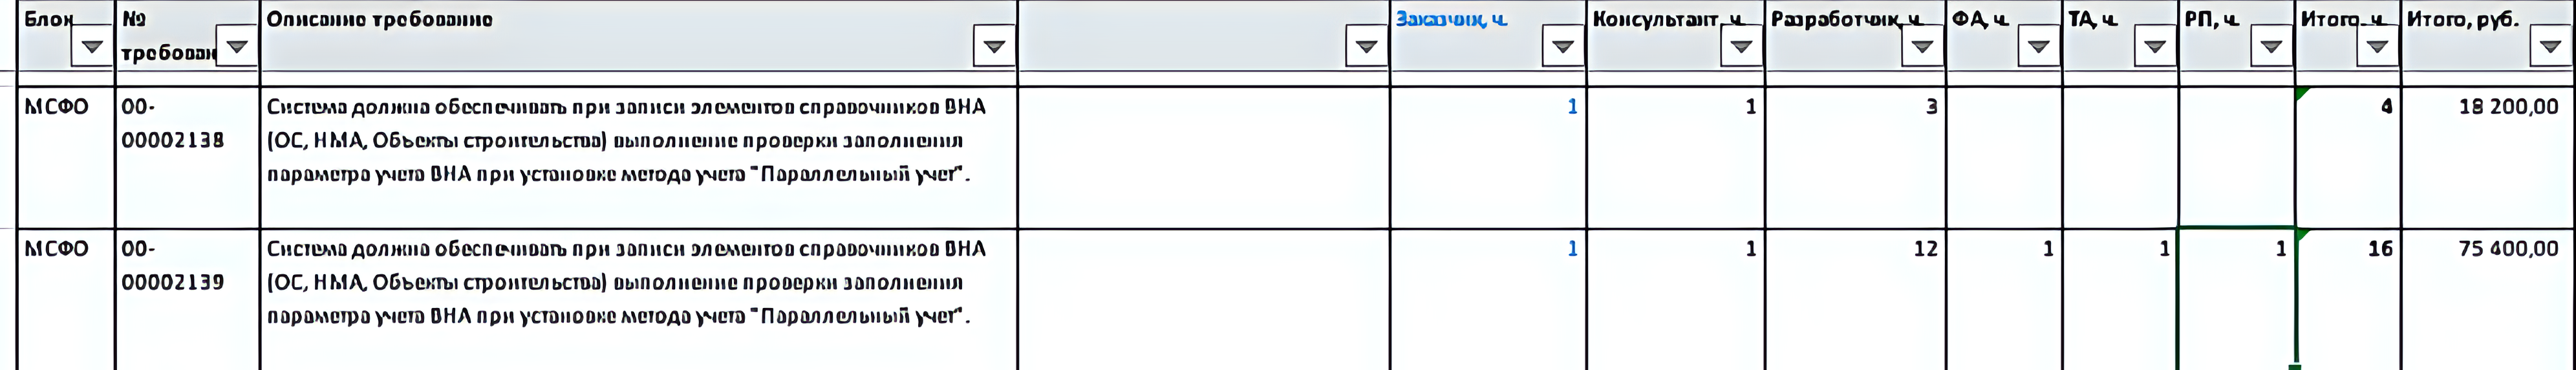 Блок № Описание требование Заказчик, ч. Консультант, ч. Разработчик, ч. ФА, ч. ТА, ч. РП, ч. Итого, ч. Итого, руб.
требован
МСФО 00- Система должна обеспечивать при записи элементов справочников ВНА 1 1 3 4 18 200,00
00002138 (ОС, НМА, Объекты строительства) выполнение проверки заполнения
параметра учета ВНА при установке метода учета "Параллельный учет".
МСФО 00- Система должна обеспечивать при записи элементов справочников ВНА 1 1 12 1 1 1 16 75 400,00
00002139 (ОС, НМА, Объекты строительства) выполнение проверки заполнения
параметра учета ВНА при установке метода учета "Параллельный учет".